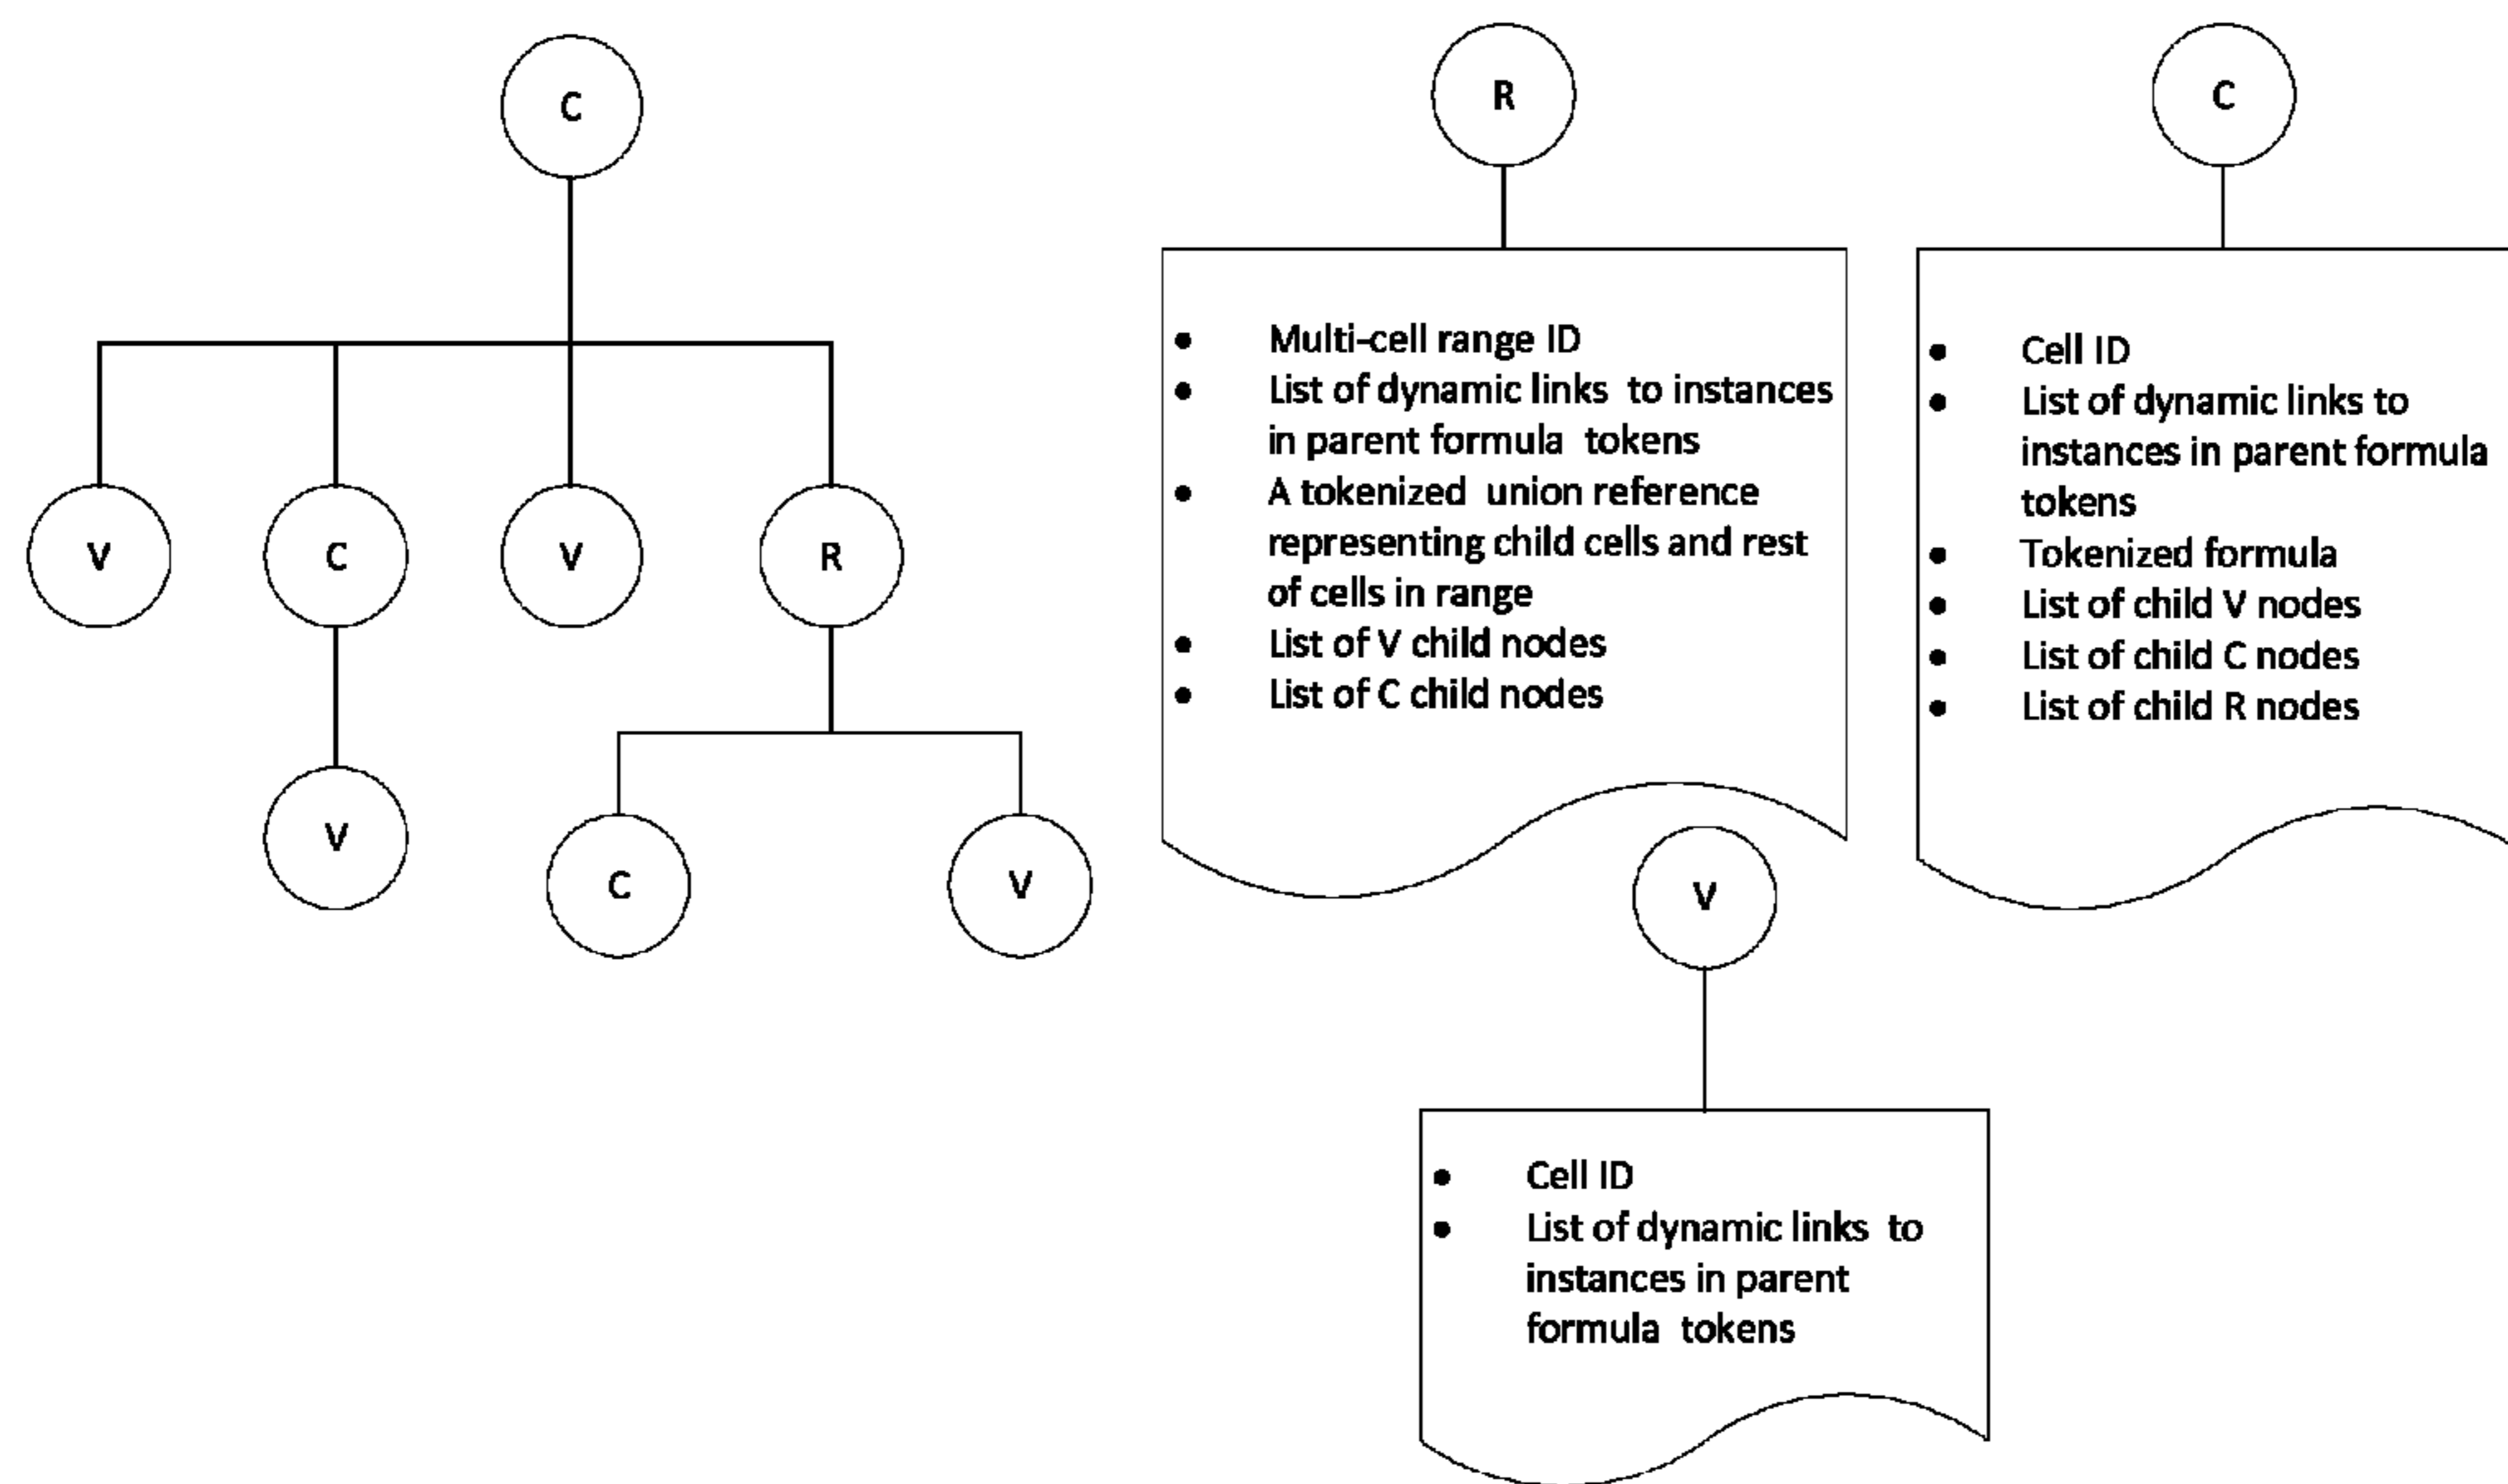 C
V
C
V
R
V
C
V
R
• Multi-cell range ID
• List of dynamic links to instances
in parent formula tokens
• A tokenized union reference
representing child cells and rest
of cells in range
• List of V child nodes
• List of C child nodes
C
• Cell ID
• List of dynamic links to
instances in parent formula
tokens
• Tokenized formula
• List of child V nodes
• List of child C nodes
• List of child R nodes
V
• Cell ID
• List of dynamic links to
instances in parent
formula tokens